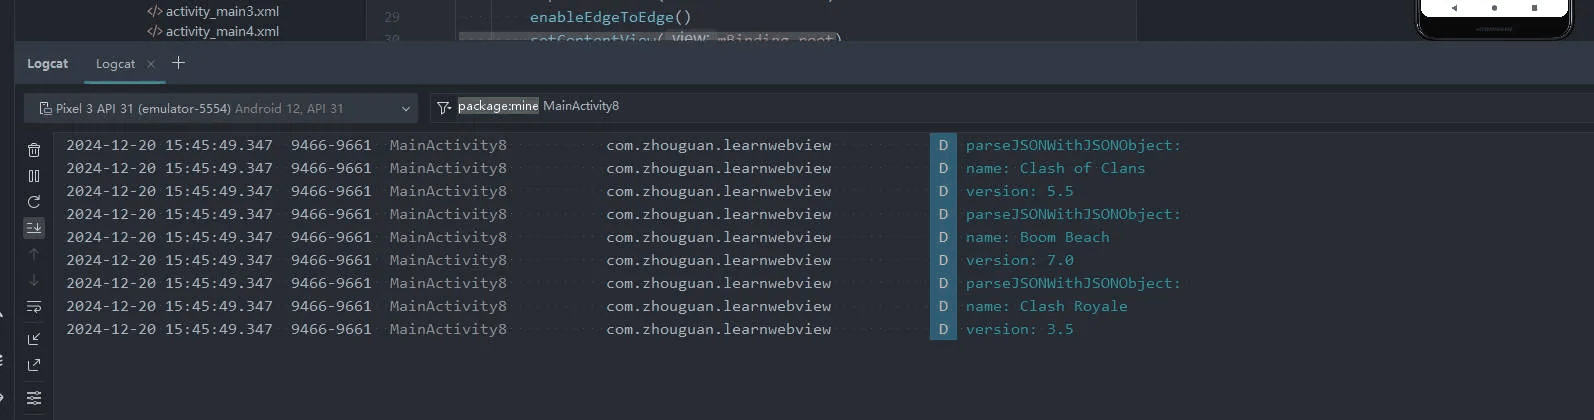 activity_main3.xml
29
enableEdgeToEdge()
activity_main4.xml
30
setContentView( view: mBinding.root)
Logcat Logcat × +
Pixel 3 API 31 (emulator-5554) Android 12, API 31
package:mine MainActivity8
2024-12-20 15:45:49.347 9466-9661 MainActivity8 com.zhouguan.learnwebview D parseJSONWithJSONObject:
2024-12-20 15:45:49.347 9466-9661 MainActivity8 com.zhouguan.learnwebview D name: Clash of Clans
2024-12-20 15:45:49.347 9466-9661 MainActivity8 com.zhouguan.learnwebview D version: 5.5
2024-12-20 15:45:49.347 9466-9661 MainActivity8 com.zhouguan.learnwebview D parseJSONWithJSONObject:
2024-12-20 15:45:49.347 9466-9661 MainActivity8 com.zhouguan.learnwebview D name: Boom Beach
2024-12-20 15:45:49.347 9466-9661 MainActivity8 com.zhouguan.learnwebview D version: 7.0
2024-12-20 15:45:49.347 9466-9661 MainActivity8 com.zhouguan.learnwebview D parseJSONWithJSONObject:
2024-12-20 15:45:49.347 9466-9661 MainActivity8 com.zhouguan.learnwebview D name: Clash Royale
2024-12-20 15:45:49.347 9466-9661 MainActivity8 com.zhouguan.learnwebview D version: 3.5